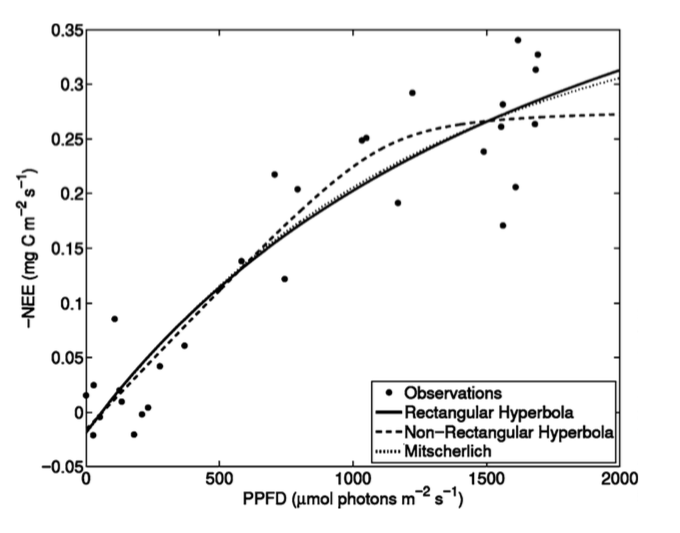 0.35
0.3
0.25
0.2
0.15
0.1
0.05
0
−0.05
−NEE (mg C m−2 s−1)
Observations
Rectangular Hyperbola
Non−Rectangular Hyperbola
Mitscherlich
0 500 1000 1500 2000
PPFD (μmol photons m−2 s−1)